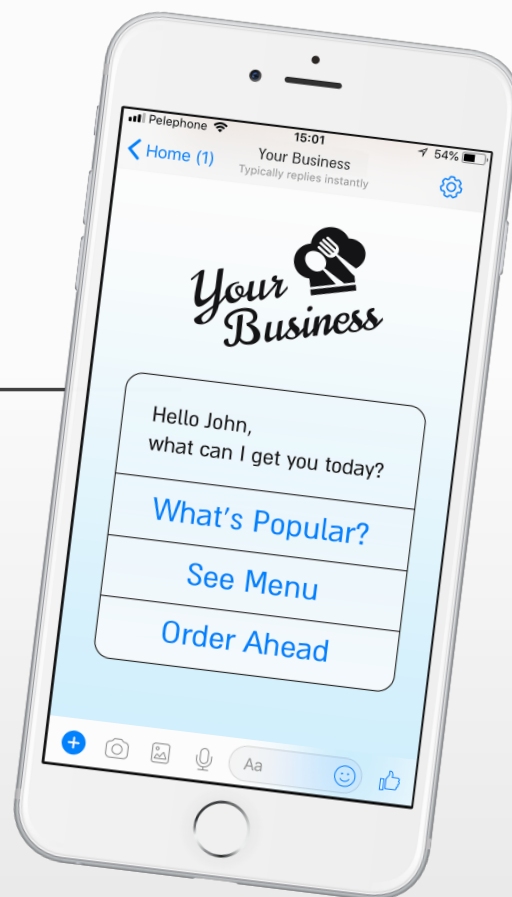 Pelephone
15:01
54%
Home (1)
Your Business
Typically replies instantly
Your
Business
Hello John,
what can I get you today?
What's Popular?
See Menu
Order Ahead
Aa